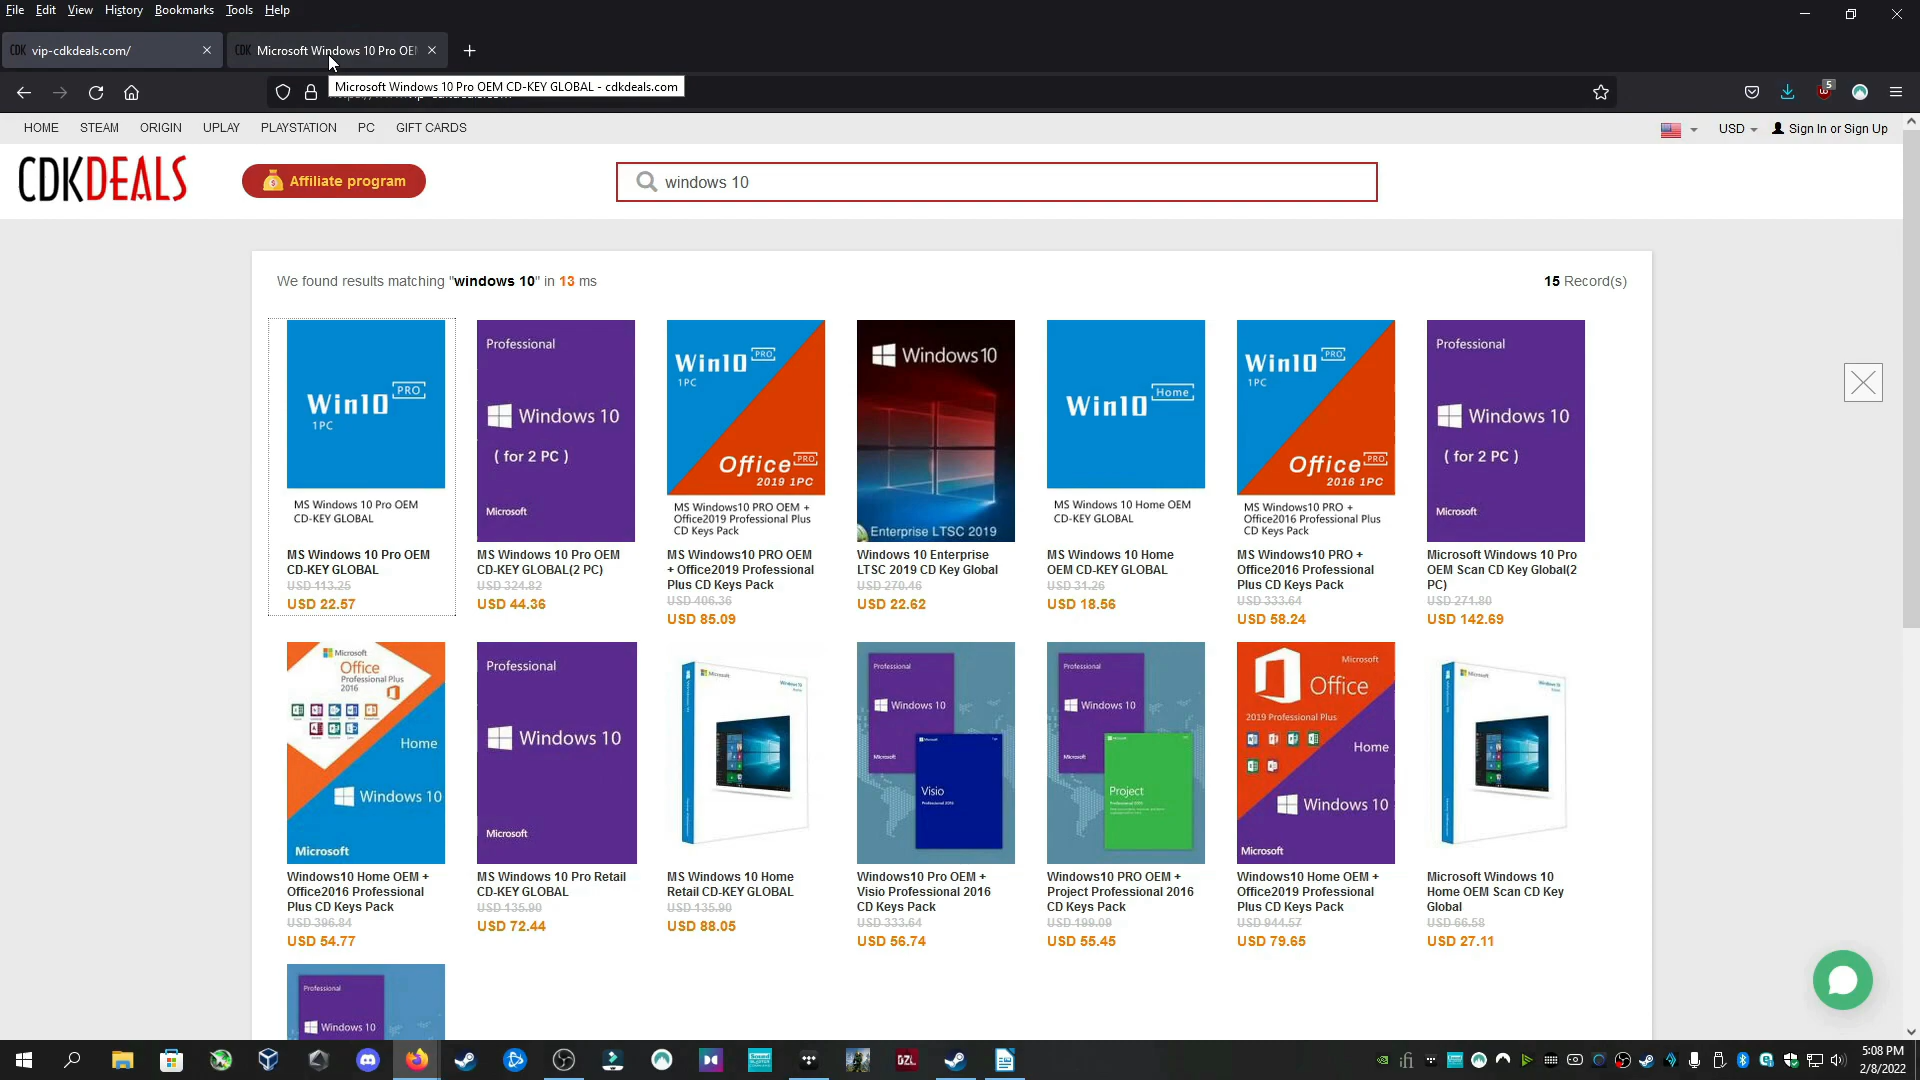 File Edit View History Bookmarks Tools Help
CDK vip-cdkdeals.com/
CDK Microsoft Windows 10 Pro OEM
Microsoft Windows 10 Pro OEM CD-KEY GLOBAL - cdkdeals.com
5
HOME STEAM ORIGIN UPLAY PLAYSTATION PC GIFT CARDS
USD Sign In or Sign Up
CDKDEALS
Affiliate program
windows 10
We found results matching "windows 10" in 13 ms
15 Record(s)
Win10 PRO
1PC
MS Windows 10 Pro OEM
CD-KEY GLOBAL
MS Windows 10 Pro OEM
CD-KEY GLOBAL
USD 113.25
USD 22.57
Professional
Windows 10
( for 2 PC )
Microsoft
MS Windows 10 Pro OEM
CD-KEY GLOBAL(2 PC)
USD 324.82
USD 44.36
Win10 PRO
1PC
Office PRO
2019 1PC
MS Windows10 PRO OEM +
Office2019 Professional Plus
CD Keys Pack
MS Windows10 PRO OEM
+ Office2019 Professional
Plus CD Keys Pack
USD 406.36
USD 85.09
Windows 10
Enterprise LTSC 2019
Windows 10 Enterprise
LTSC 2019 CD Key Global
USD 270.46
USD 22.62
Win10 Home
MS Windows 10 Home OEM
CD-KEY GLOBAL
MS Windows 10 Home
OEM CD-KEY GLOBAL
USD 31.26
USD 18.56
Win10 PRO
1PC
Office PRO
2016 1PC
MS Windows10 PRO +
Office2016 Professional Plus
CD Keys Pack
MS Windows10 PRO +
Office2016 Professional
Plus CD Keys Pack
USD 333.64
USD 58.24
Professional
Windows 10
( for 2 PC )
Microsoft
Microsoft Windows 10 Pro
OEM Scan CD Key Global(2
PC)
USD 271.80
USD 142.69
Microsoft
Office
Professional Plus
2016
Home
Windows 10
Microsoft
Windows10 Home OEM +
Office2016 Professional
Plus CD Keys Pack
USD 396.84
USD 54.77
Professional
Windows 10
Microsoft
MS Windows 10 Pro Retail
CD-KEY GLOBAL
USD 135.90
USD 72.44
Microsoft
Windows 10
MS Windows 10 Home
Retail CD-KEY GLOBAL
USD 135.90
USD 88.05
Professional
Windows 10
Microsoft
Visio
Windows10 Pro OEM +
Visio Professional 2016
CD Keys Pack
USD 333.64
USD 56.74
Professional
Windows 10
Microsoft
Project
Windows10 PRO OEM +
Project Professional 2016
CD Keys Pack
USD 199.09
USD 55.45
Microsoft
Office
2019 Professional Plus
Home
Windows 10
Microsoft
Windows10 Home OEM +
Office2019 Professional
Plus CD Keys Pack
USD 944.57
USD 79.65
Microsoft
Windows 10
Microsoft Windows 10
Home OEM Scan CD Key
Global
USD 66.58
USD 27.11
Professional
Windows 10
DZL
5:08 PM
2/8/2022